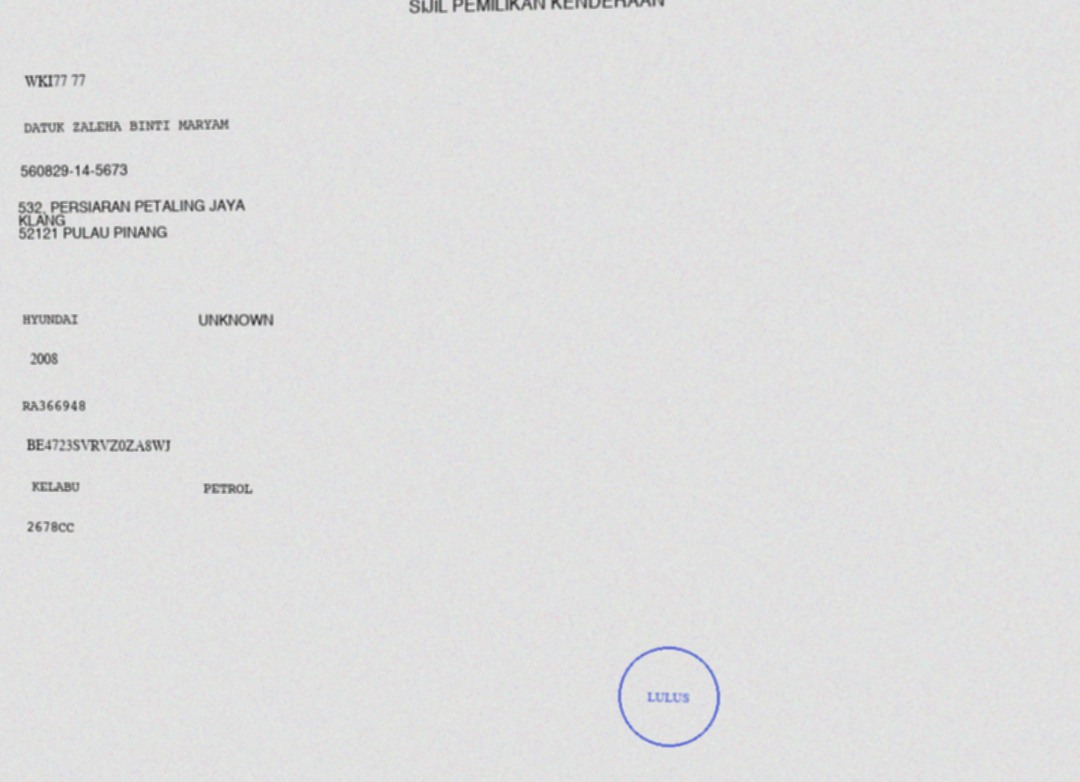 SIJIL PEMILIKAN KENDERAAN
WKI77 77
DATUK ZALEHA BINTI MARYAM
560829-14-5673
532, PERSIARAN PETALING JAYA
KLANG
52121 PULAU PINANG
HYUNDAI UNKNOWN
2008
RA366948
BE4723SVRVZ0ZA8WJ
KELABU PETROL
2678CC
LULUS